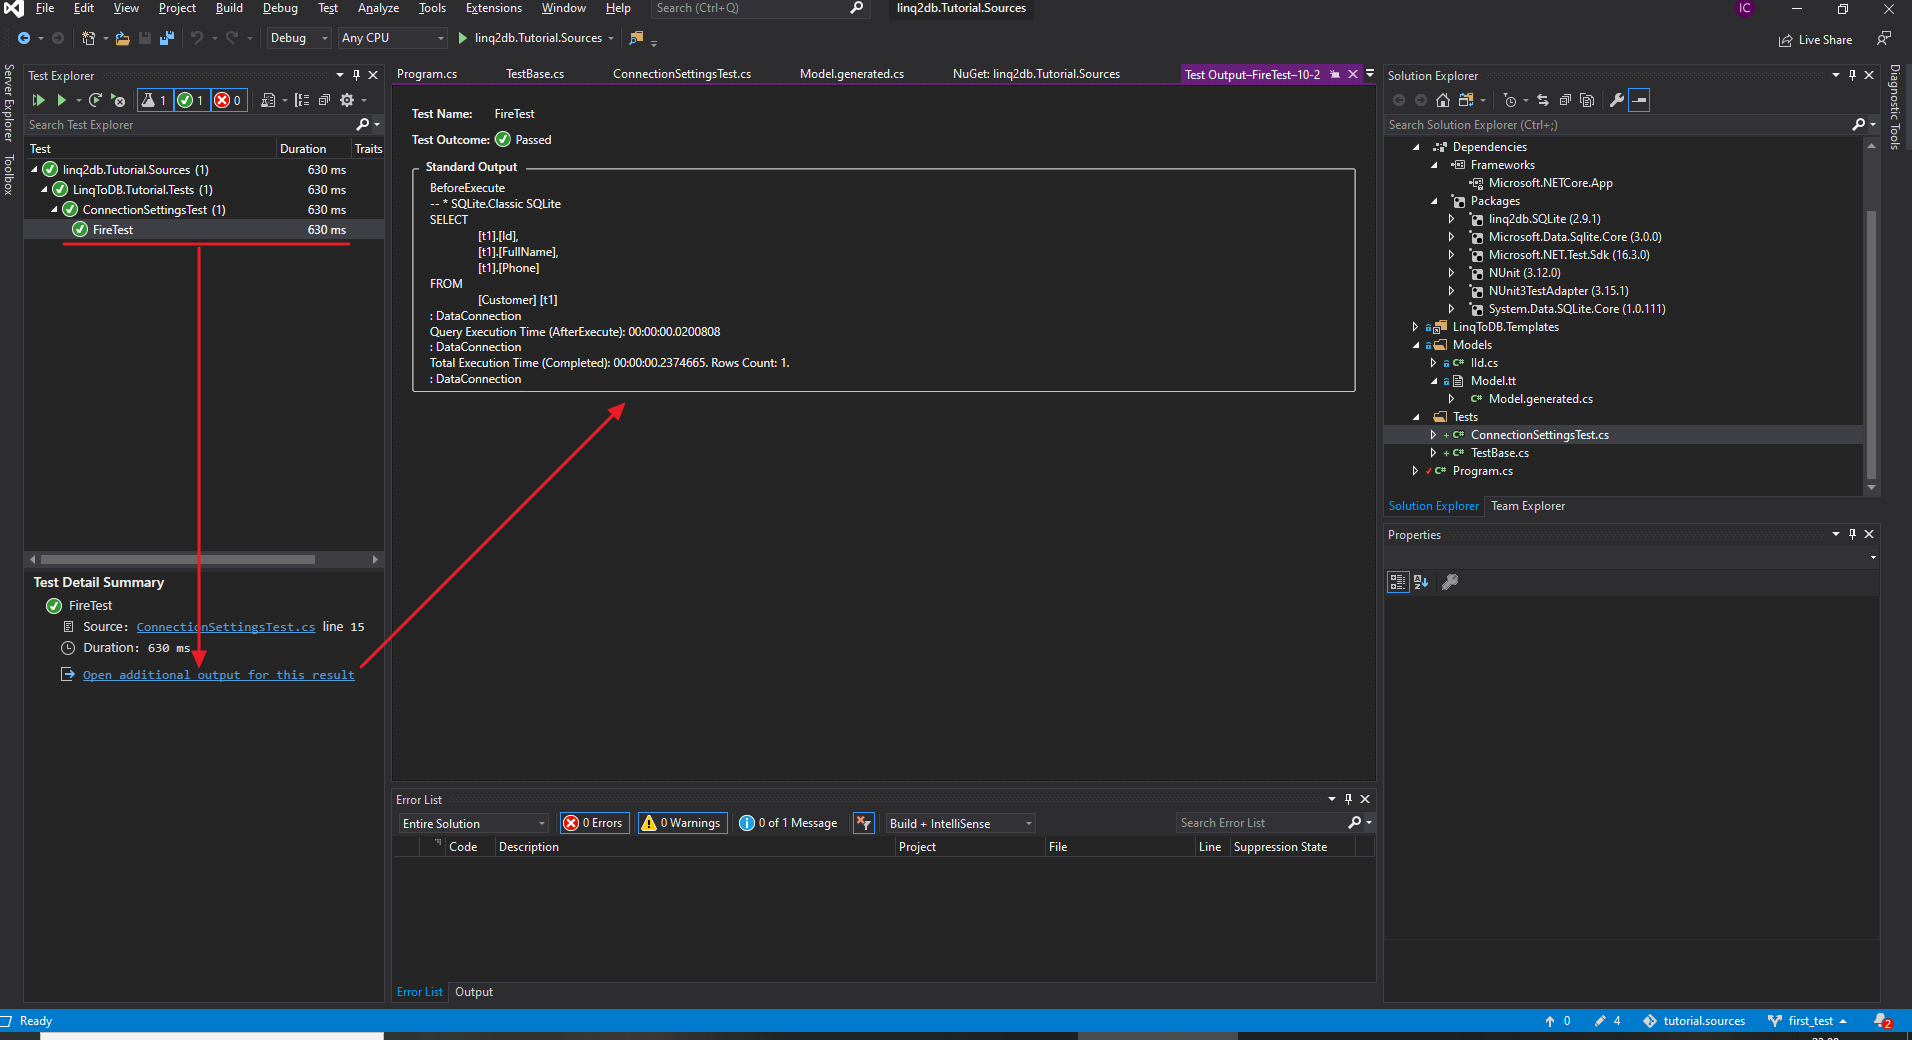 File Edit View Project Build Debug Test Analyze Tools Extensions Window Help Search (Ctrl+Q) linq2db.Tutorial.Sources IC
Debug Any CPU linq2db.Tutorial.Sources Live Share
Server Explorer
Toolbox
Test Explorer
1 1 0
Search Test Explorer
Test Duration Traits
linq2db.Tutorial.Sources (1) 630 ms
LinqToDB.Tutorial.Tests (1) 630 ms
ConnectionSettingsTest (1) 630 ms
FireTest 630 ms
Test Detail Summary
FireTest
Source: ConnectionSettingsTest.cs line 15
Duration: 630 ms
Open additional output for this result
Program.cs TestBase.cs ConnectionSettingsTest.cs Model.generated.cs NuGet: linq2db.Tutorial.Sources Test Output–FireTest–10-2
Test Name: FireTest
Test Outcome: Passed
Standard Output
BeforeExecute
-- * SQLite.Classic SQLite
SELECT
[t1].[Id],
[t1].[FullName],
[t1].[Phone]
FROM
[Customer] [t1]
: DataConnection
Query Execution Time (AfterExecute): 00:00:00.0200808
: DataConnection
Total Execution Time (Completed): 00:00:00.2374665. Rows Count: 1.
: DataConnection
Error List
Entire Solution 0 Errors 0 Warnings 0 of 1 Message Build + IntelliSense Search Error List
Code Description Project File Line Suppression State
Error List Output
Solution Explorer
Search Solution Explorer (Ctrl+;)
Dependencies
Frameworks
Microsoft.NETCore.App
Packages
linq2db.SQLite (2.9.1)
Microsoft.Data.Sqlite.Core (3.0.0)
Microsoft.NET.Test.Sdk (16.3.0)
NUnit (3.12.0)
NUnit3TestAdapter (3.15.1)
System.Data.SQLite.Core (1.0.111)
LinqToDB.Templates
Models
C# IId.cs
Model.tt
C# Model.generated.cs
Tests
C# ConnectionSettingsTest.cs
C# TestBase.cs
C# Program.cs
Solution Explorer Team Explorer
Properties
Diagnostic Tools
Ready 0 4 tutorial.sources first_test 2